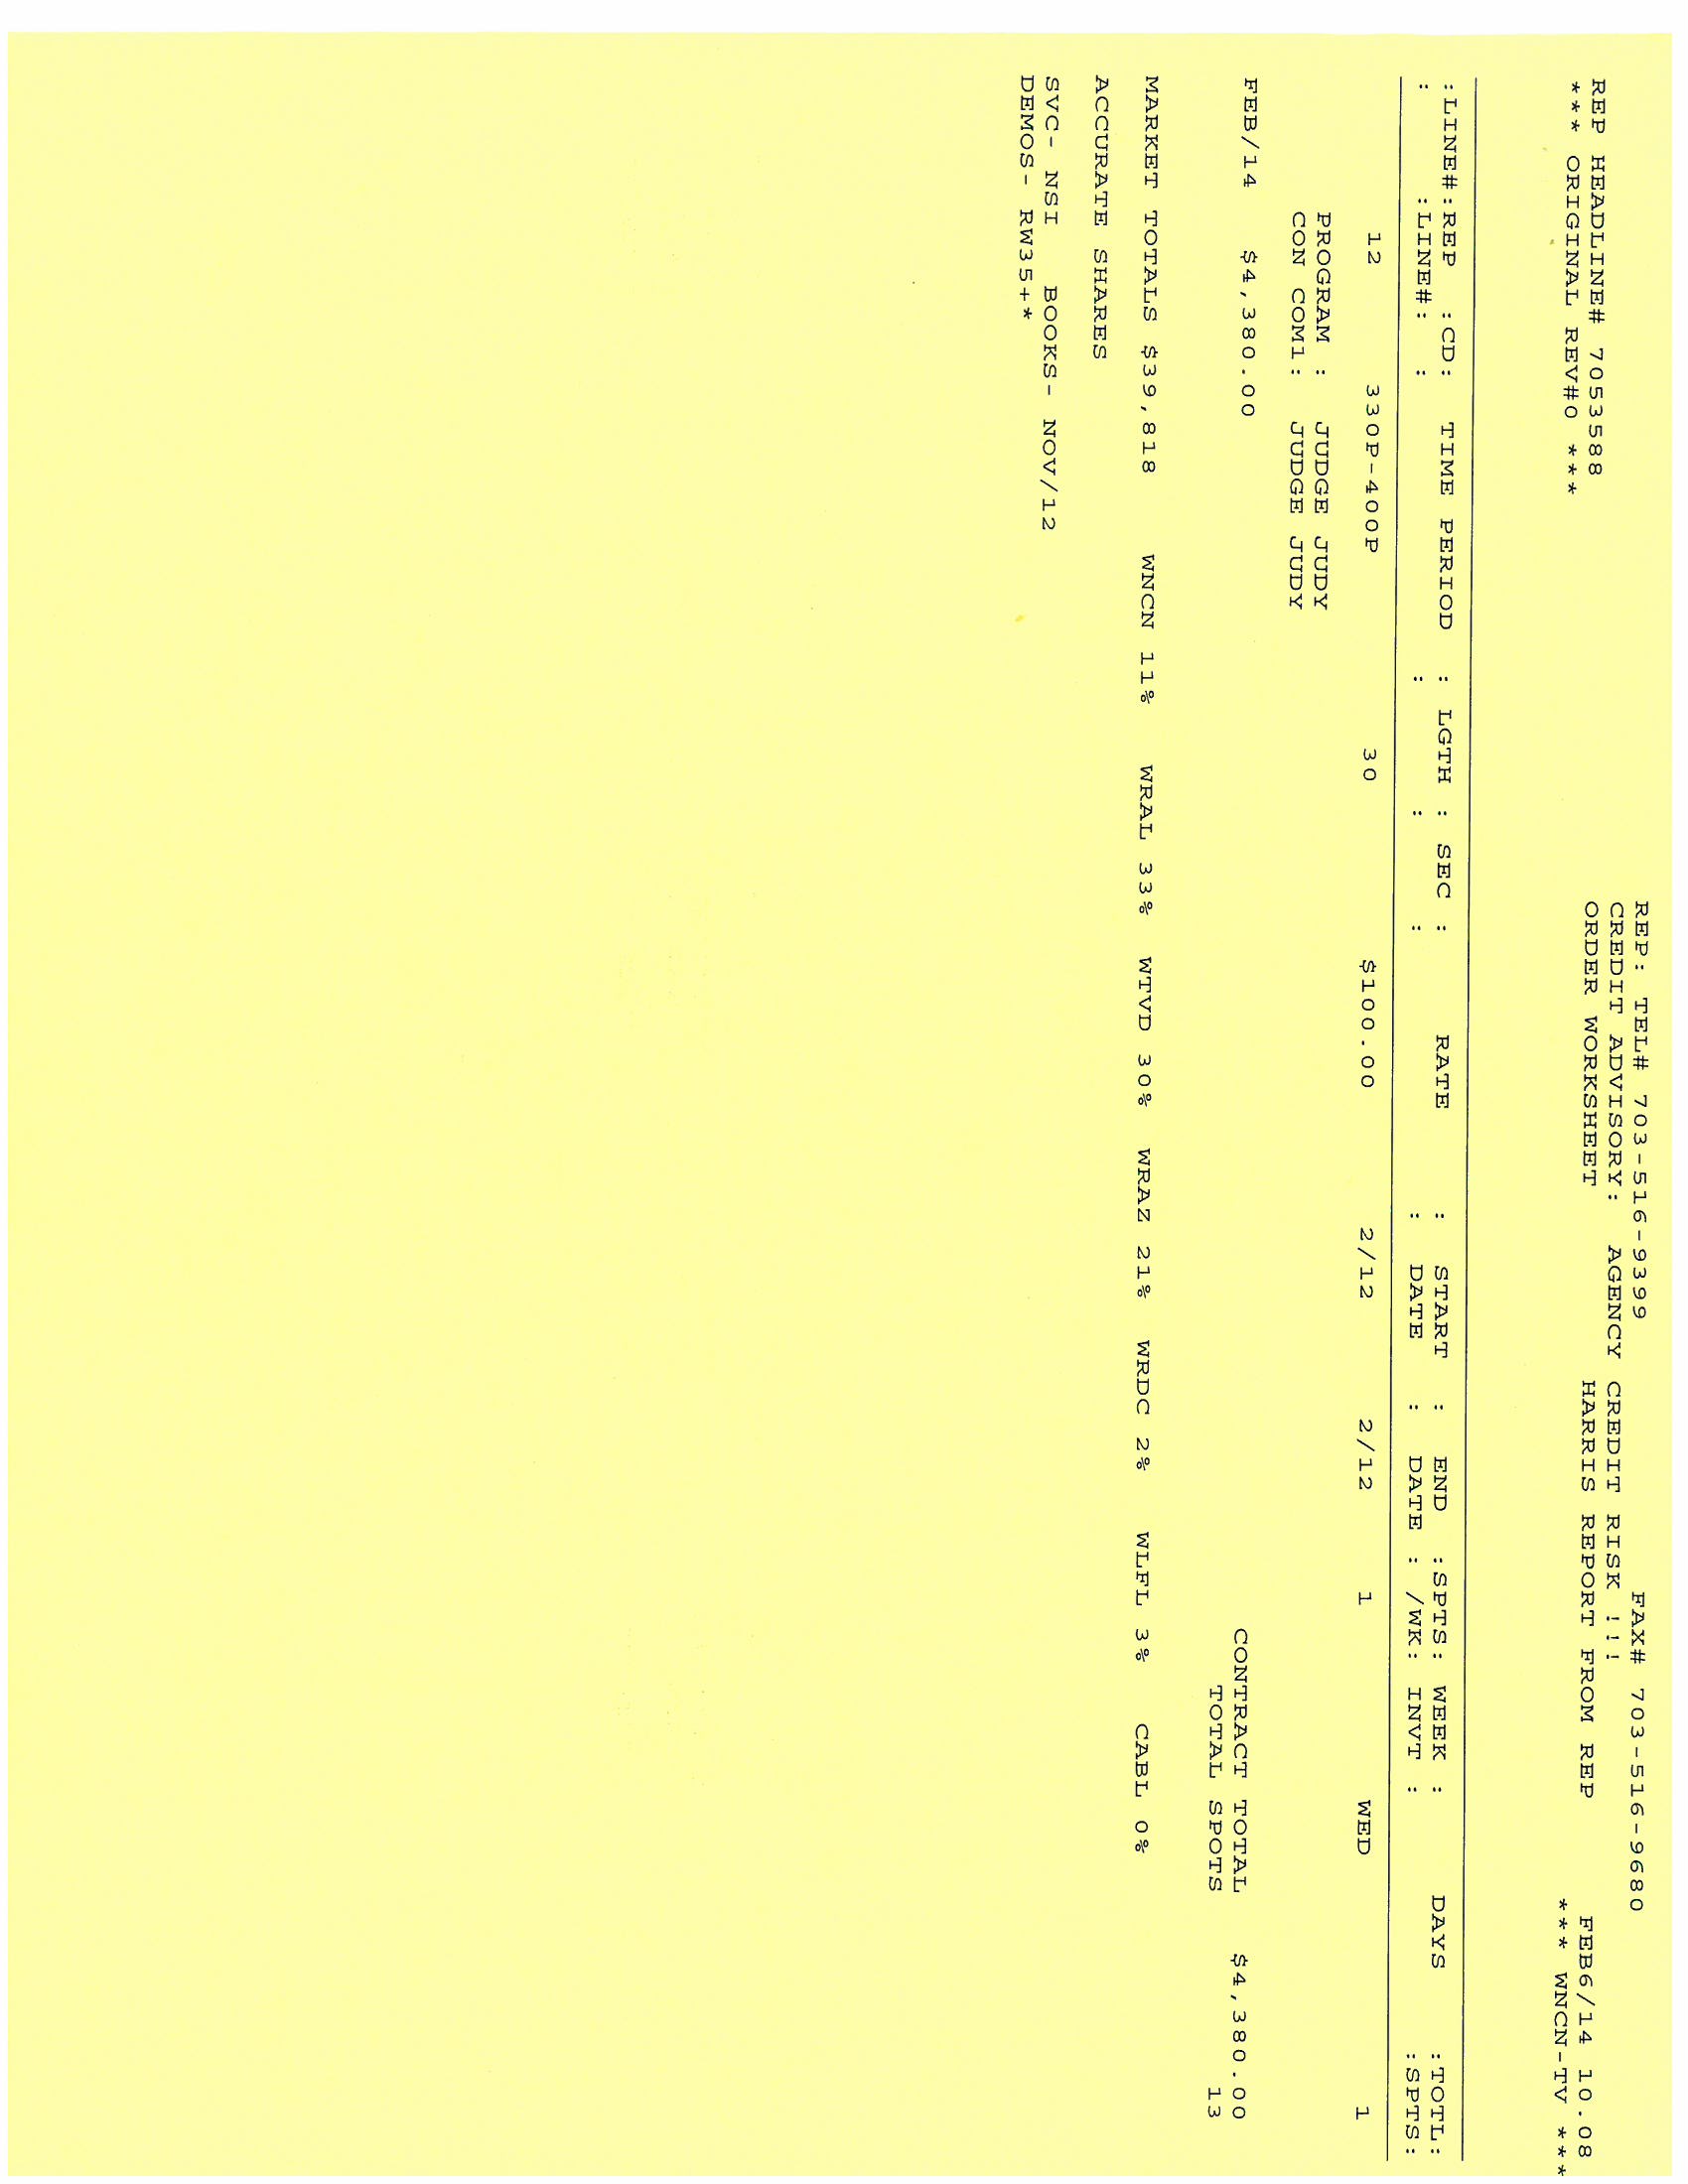 REP: TEL# 703-516-9399 FAX# 703-516-9680
CREDIT ADVISORY: AGENCY CREDIT RISK !!!
REP HEADLINE# 7053588 ORDER WORKSHEET HARRIS REPORT FROM REP FEB6/14 10.08
*** ORIGINAL REV#0 *** *** WNCN-TV ***
:LINE#:REP :CD: TIME PERIOD : LGTH : SEC : RATE : START : END :SPTS: WEEK : DAYS :TOTL:
: :LINE#: : : : : : DATE : DATE : /WK: INVT : :SPTS:
12 330P-400P 30 $100.00 2/12 2/12 1 WED 1
PROGRAM : JUDGE JUDY
CON COM1: JUDGE JUDY
FEB/14 $4,380.00 CONTRACT TOTAL $4,380.00
TOTAL SPOTS 13
MARKET TOTALS $39,818 WNCN 11% WRAL 33% WTVD 30% WRAZ 21% WRDC 2% WLFL 3% CABL 0%
ACCURATE SHARES
SVC- NSI BOOKS- NOV/12
DEMOS- RW35+*